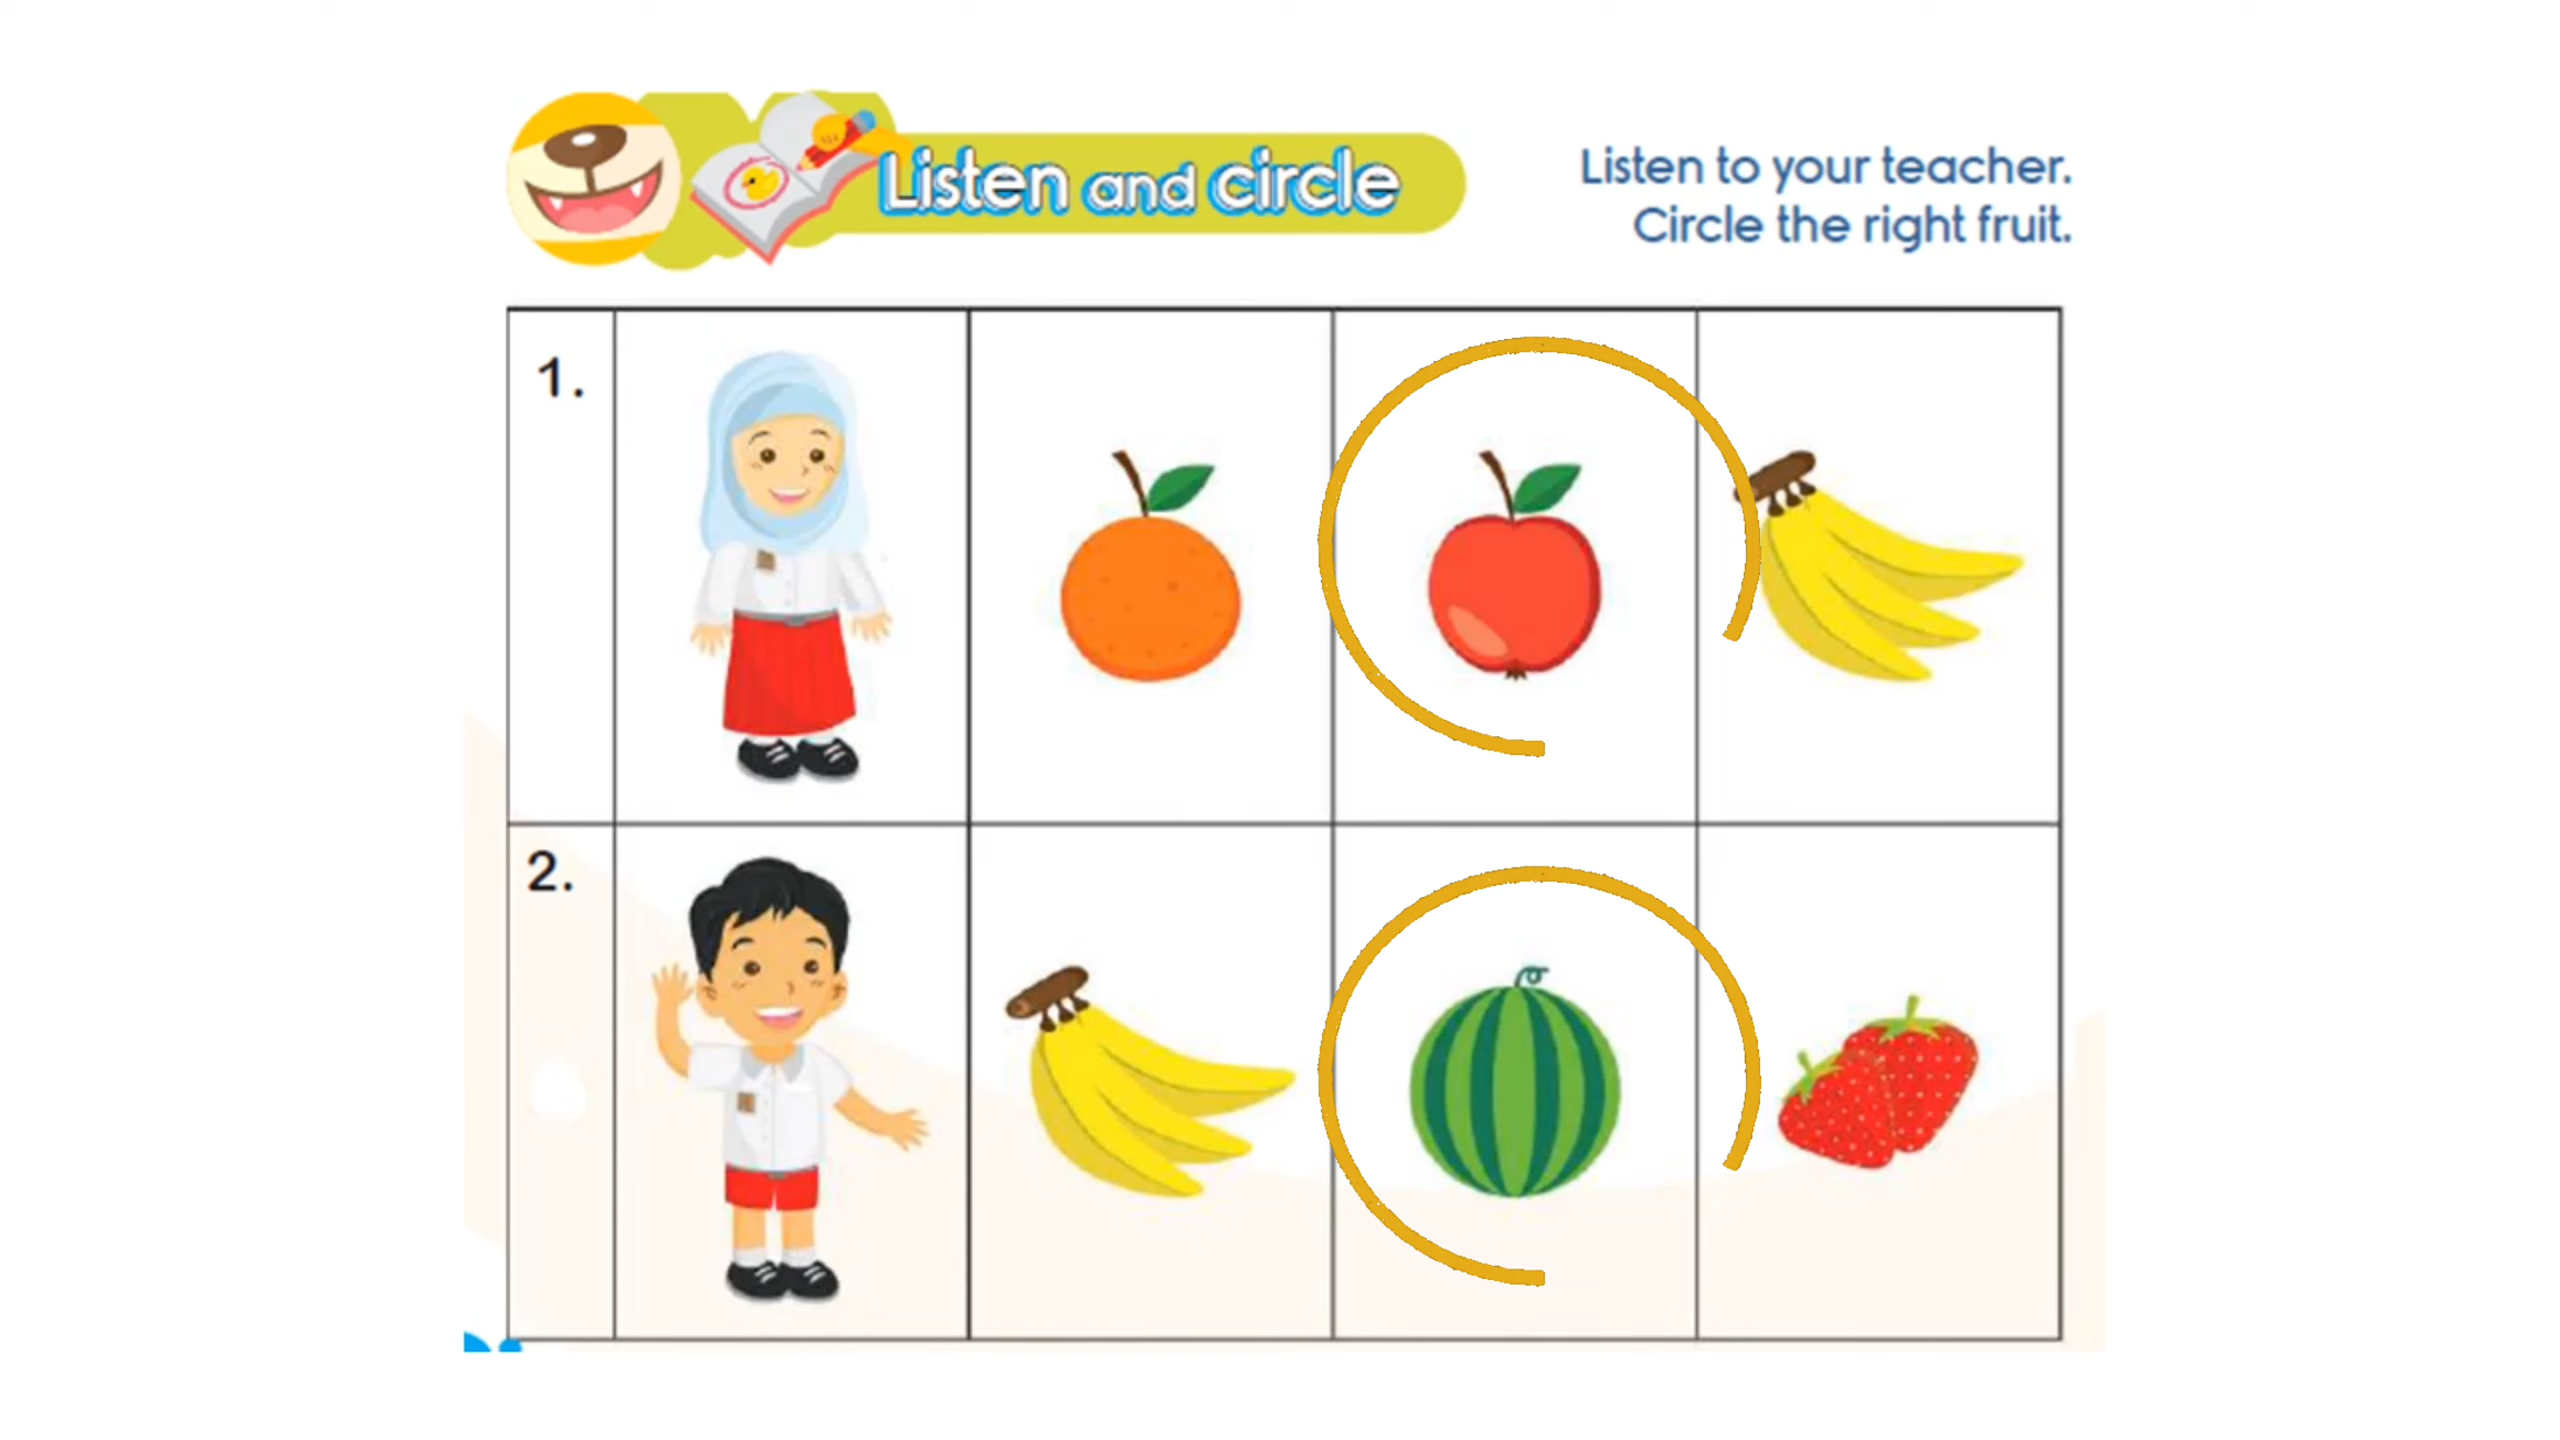 Listen and circle
Listen to your teacher.
Circle the right fruit.
1.
2.